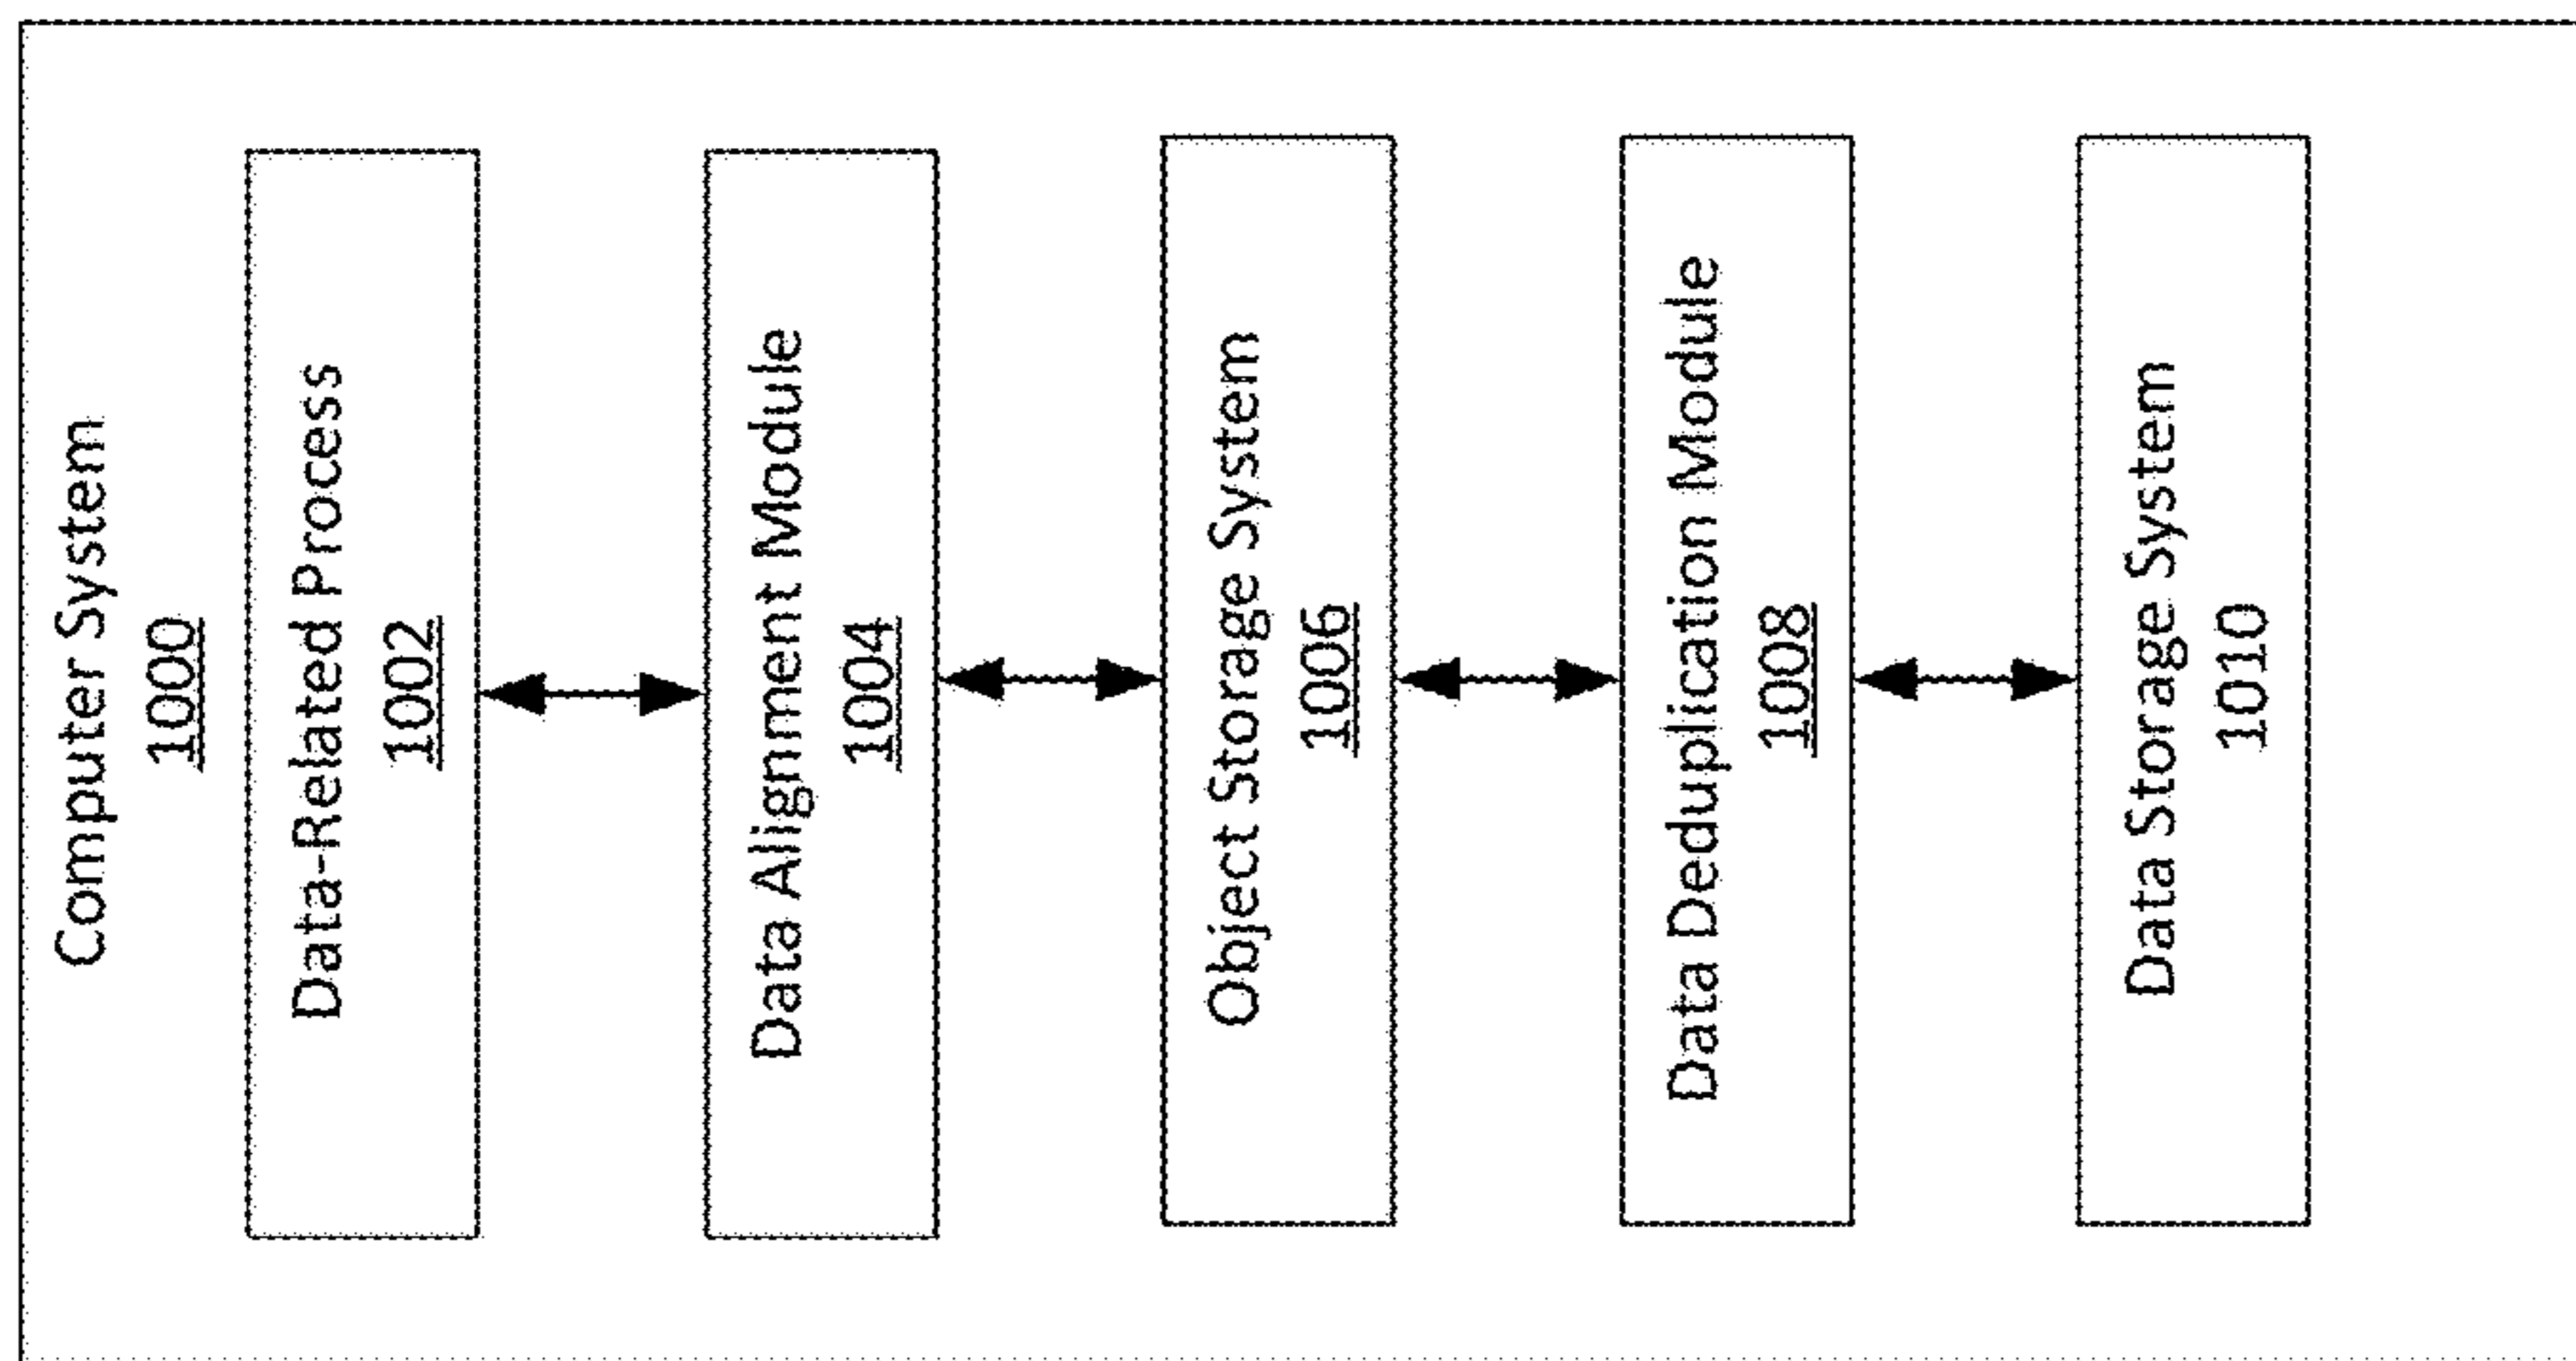 Computer System
1000
Data-Related Process
1002
Data Alignment Module
1004
Object Storage System
1006
Data Deduplication Module
1008
Data Storage System
1010